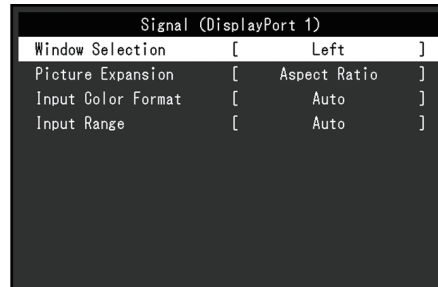 Signal (DisplayPort 1)
Window Selection [ Left ]
Picture Expansion [ Aspect Ratio ]
Input Color Format [ Auto ]
Input Range [ Auto ]